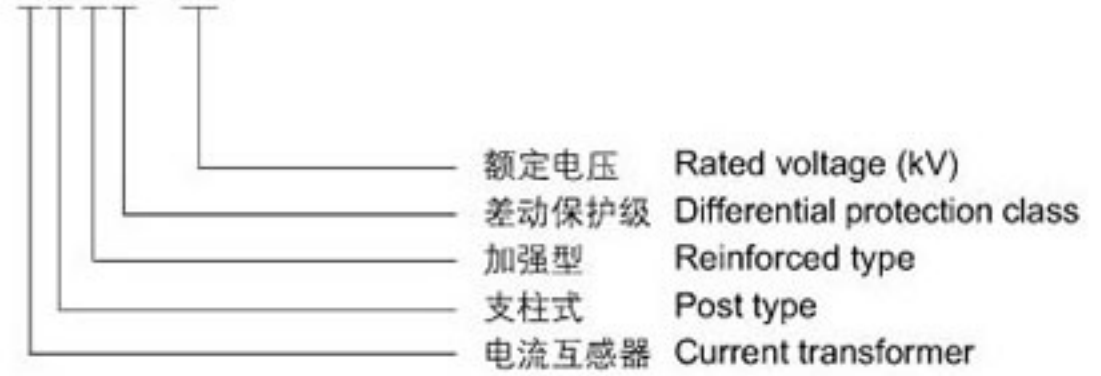 额定电压 Rated voltage (kV)
差动保护级 Differential protection class
加强型 Reinforced type
支柱式 Post type
电流互感器 Current transformer